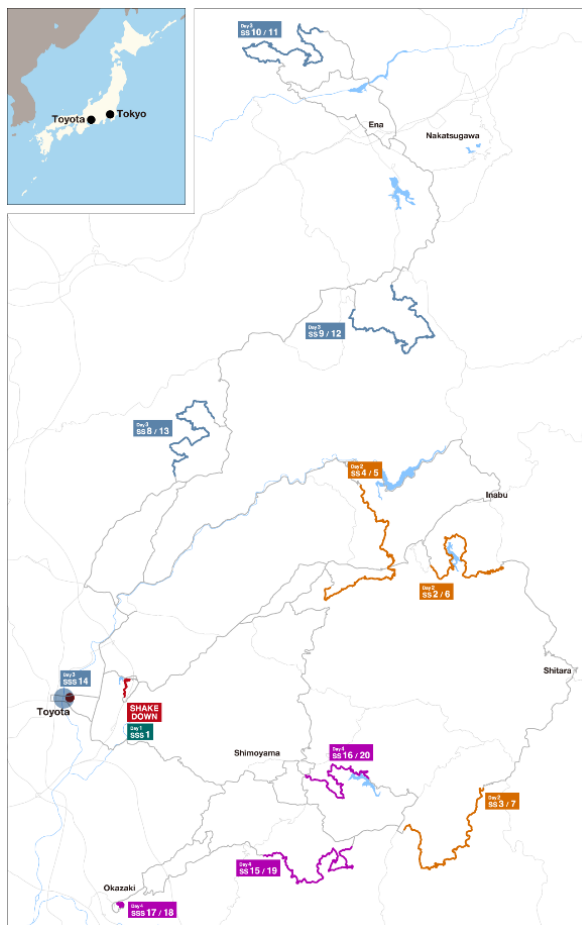 Day 3
SS 10 / 11
Tokyo
Toyota
Ena
Nakatsugawa
Day 3
SS 9 / 12
Day 3
SS 8 / 13
Day 2
SS 4 / 5
Inabu
Day 2
SS 2 / 6
Day 3
SSS 14
Shitara
Toyota
SHAKE
DOWN
Day 1
SSS 1
Shimoyama
Day 4
SS 16 / 20
Day 2
SS 3 / 7
Day 4
SS 15 / 19
Okazaki
Day 4
SSS 17 / 18